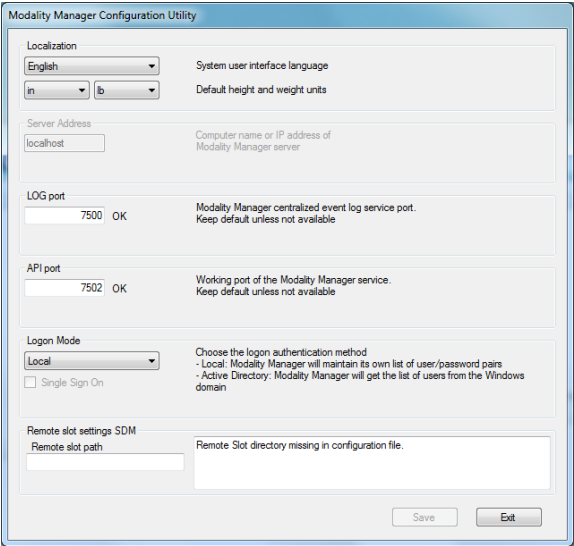 Modality Manager Configuration Utility
Localization
English
System user interface language
in
lb
Default height and weight units
Server Address
localhost
Computer name or IP address of
Modality Manager server
LOG port
7500 OK
Modality Manager centralized event log service port.
Keep default unless not available
API port
7502 OK
Working port of the Modality Manager service.
Keep default unless not available
Logon Mode
Local
Single Sign On
Choose the logon authentication method
- Local: Modality Manager will maintain its own list of user/password pairs
- Active Directory: Modality Manager will get the list of users from the Windows
domain
Remote slot settings SDM
Remote slot path
Remote Slot directory missing in configuration file.
Save
Exit